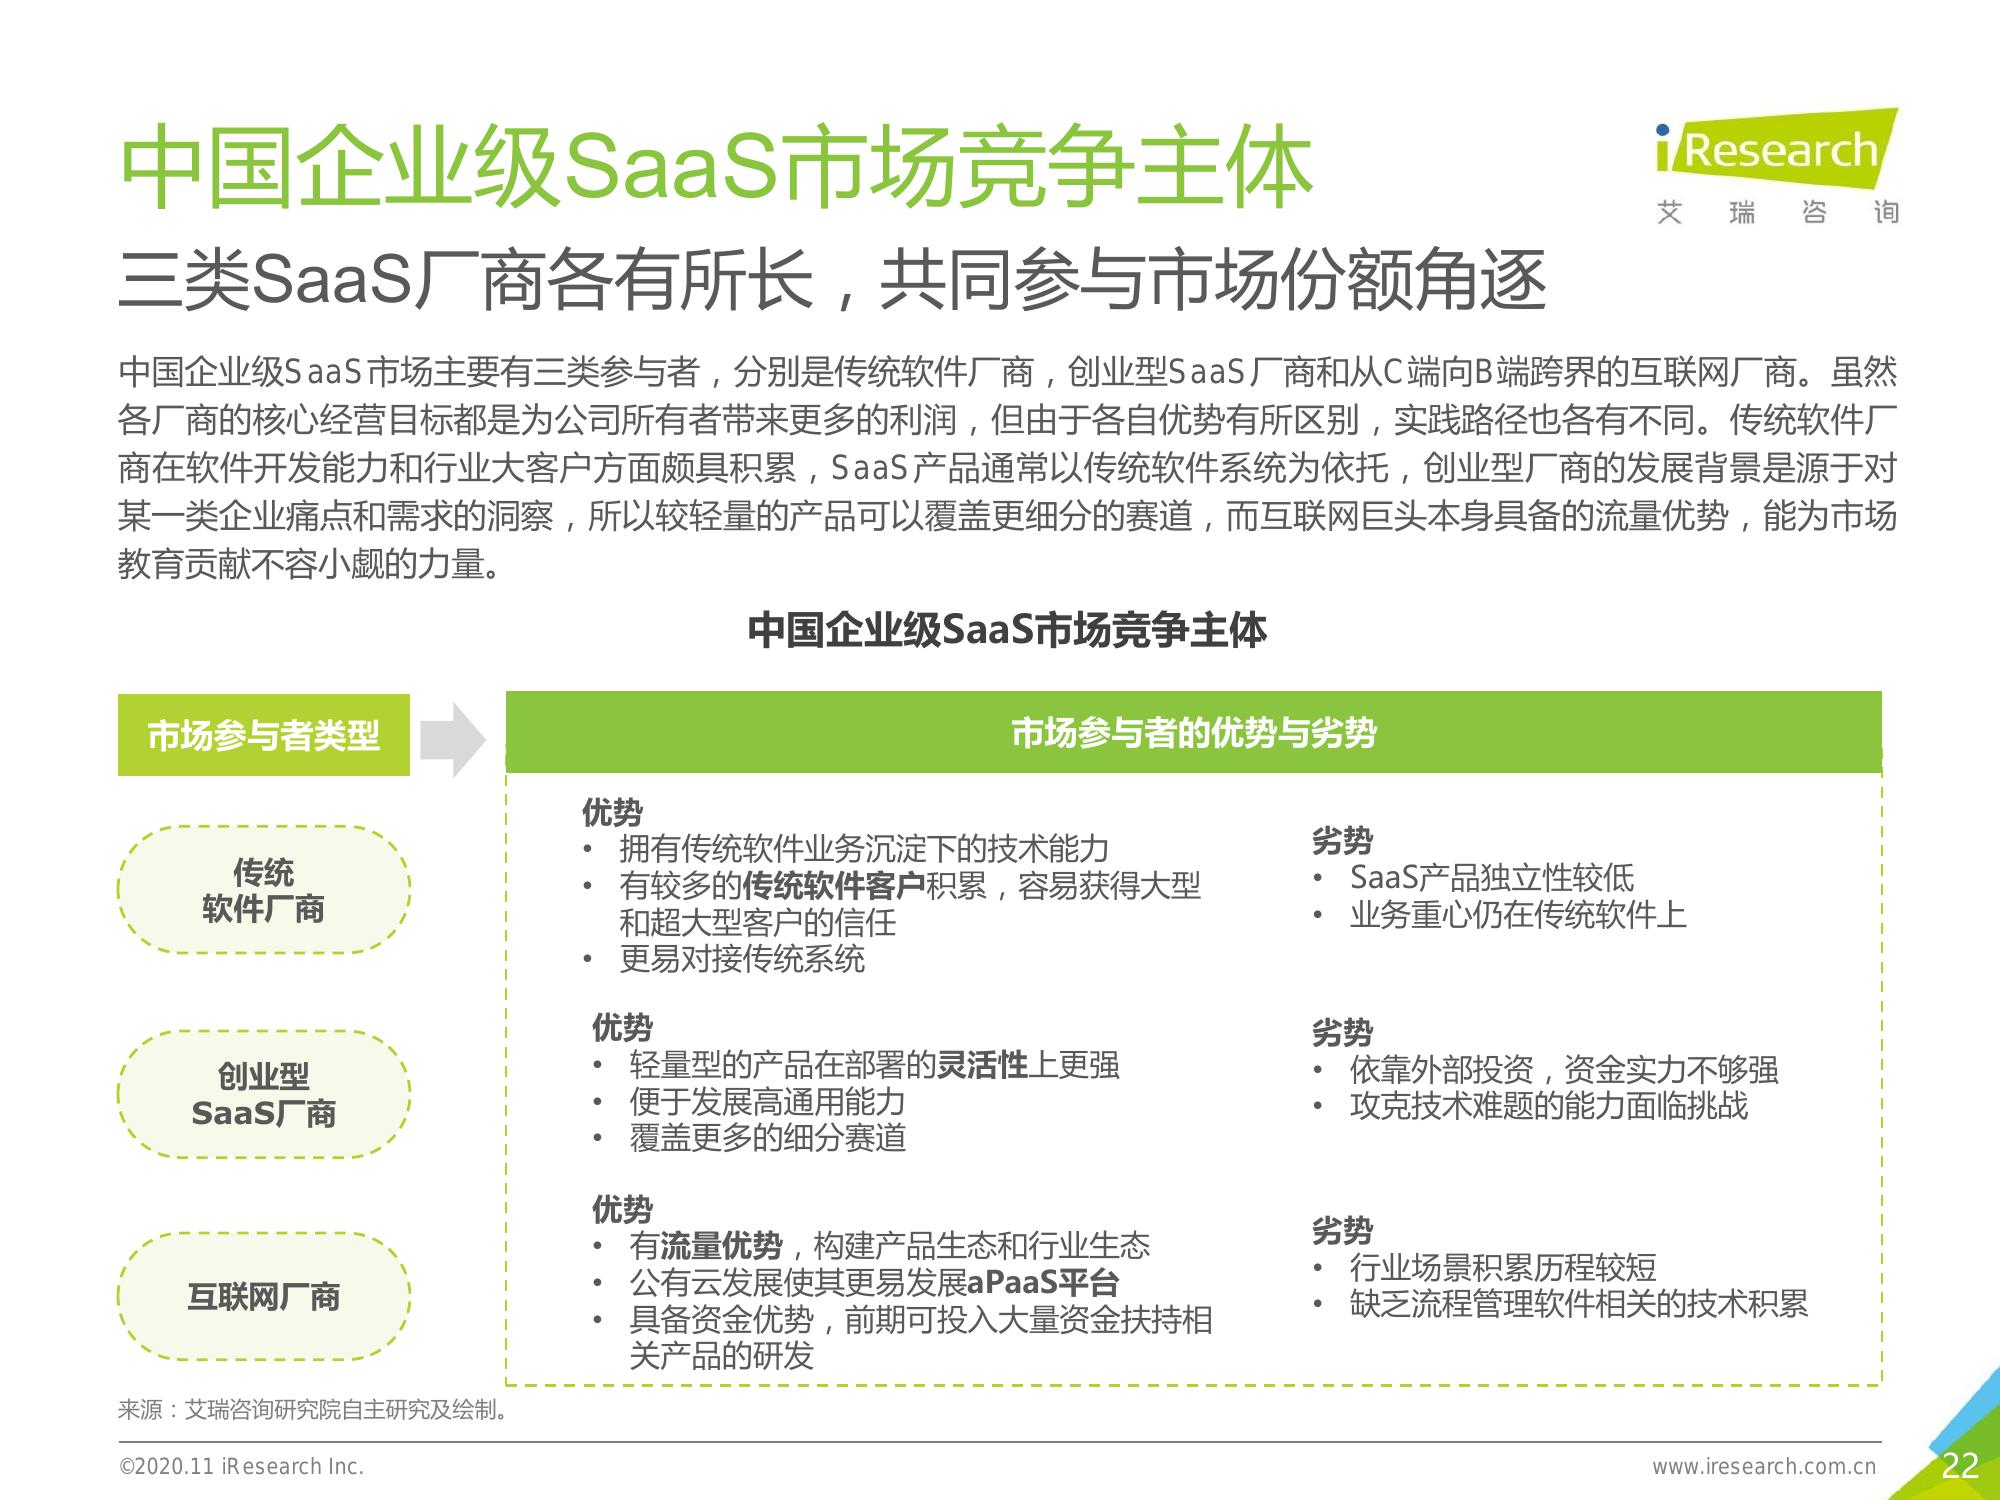 中国企业级SaaS市场竞争主体
iResearch
艾瑞咨询
三类SaaS厂商各有所长，共同参与市场份额角逐
中国企业级SaaS市场主要有三类参与者，分别是传统软件厂商，创业型SaaS厂商和从C端向B端跨界的互联网厂商。虽然
各厂商的核心经营目标都是为公司所有者带来更多的利润，但由于各自优势有所区别，实践路径也各有不同。传统软件厂
商在软件开发能力和行业大客户方面颇具积累，SaaS产品通常以传统软件系统为依托，创业型厂商的发展背景是源于对
某一类企业痛点和需求的洞察，所以较轻量的产品可以覆盖更细分的赛道，而互联网巨头本身具备的流量优势，能为市场
教育贡献不容小觑的力量。
中国企业级SaaS市场竞争主体
市场参与者类型
市场参与者的优势与劣势
传统
软件厂商
优势
• 拥有传统软件业务沉淀下的技术能力
• 有较多的传统软件客户积累，容易获得大型
和超大型客户的信任
• 更易对接传统系统
劣势
• SaaS产品独立性较低
• 业务重心仍在传统软件上
创业型
SaaS厂商
优势
• 轻量型的产品在部署的灵活性上更强
• 便于发展高通用能力
• 覆盖更多的细分赛道
劣势
• 依靠外部投资，资金实力不够强
• 攻克技术难题的能力面临挑战
互联网厂商
优势
• 有流量优势，构建产品生态和行业生态
• 公有云发展使其更易发展aPaaS平台
• 具备资金优势，前期可投入大量资金扶持相
关产品的研发
劣势
• 行业场景积累历程较短
• 缺乏流程管理软件相关的技术积累
来源：艾瑞咨询研究院自主研究及绘制。
©2020.11 iResearch Inc.
www.iresearch.com.cn
22